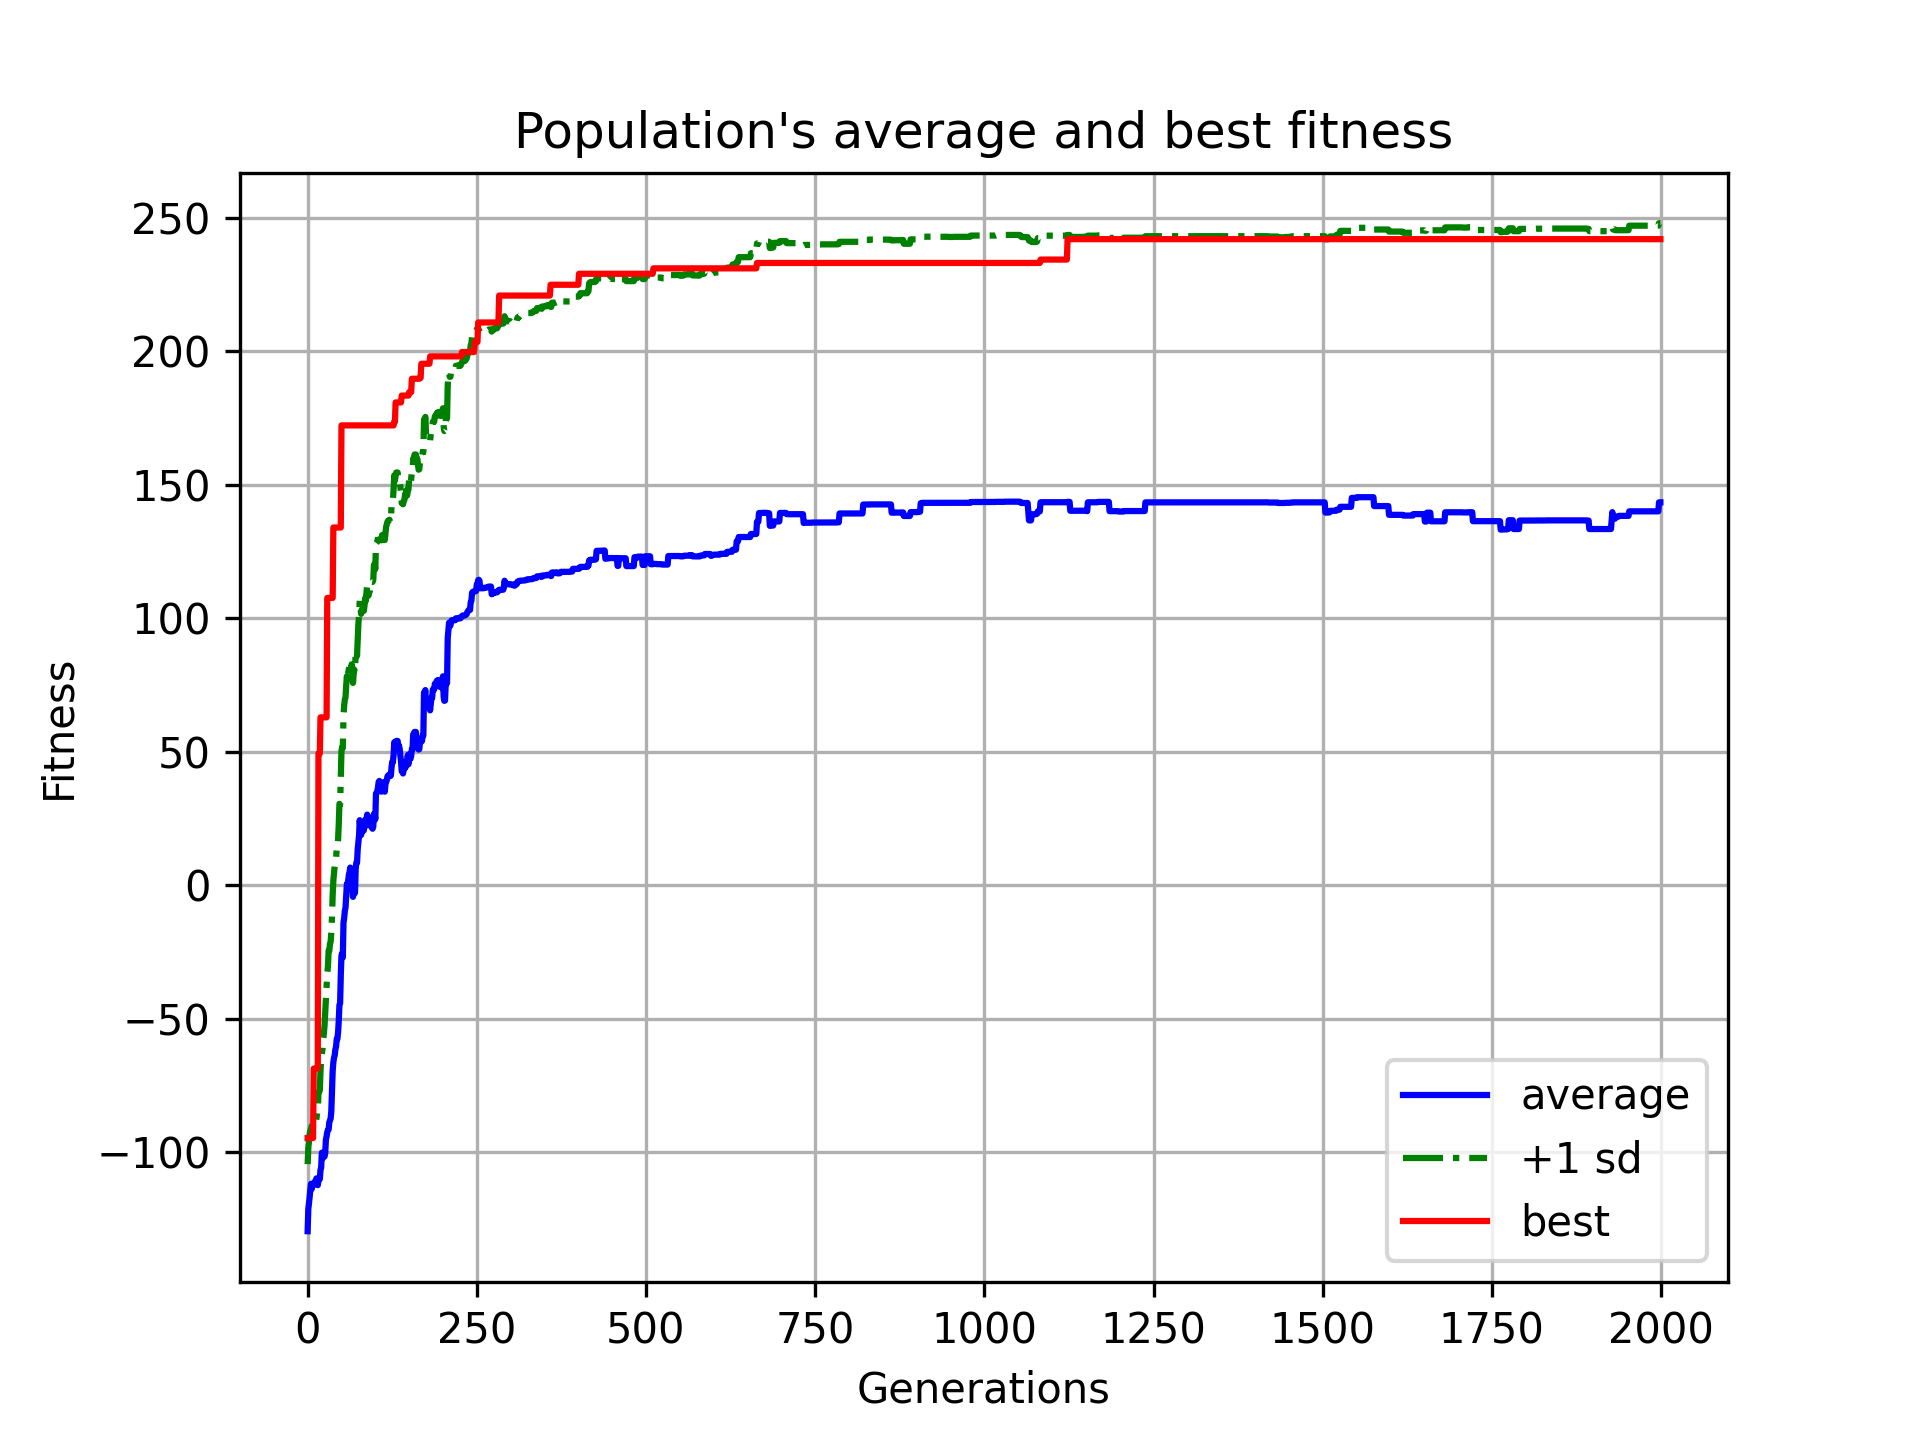 Population's average and best fitness
250
200
150
100
50
0
−50
−100
Fitness
average
+1 sd
best
0 250 500 750 1000 1250 1500 1750 2000
Generations